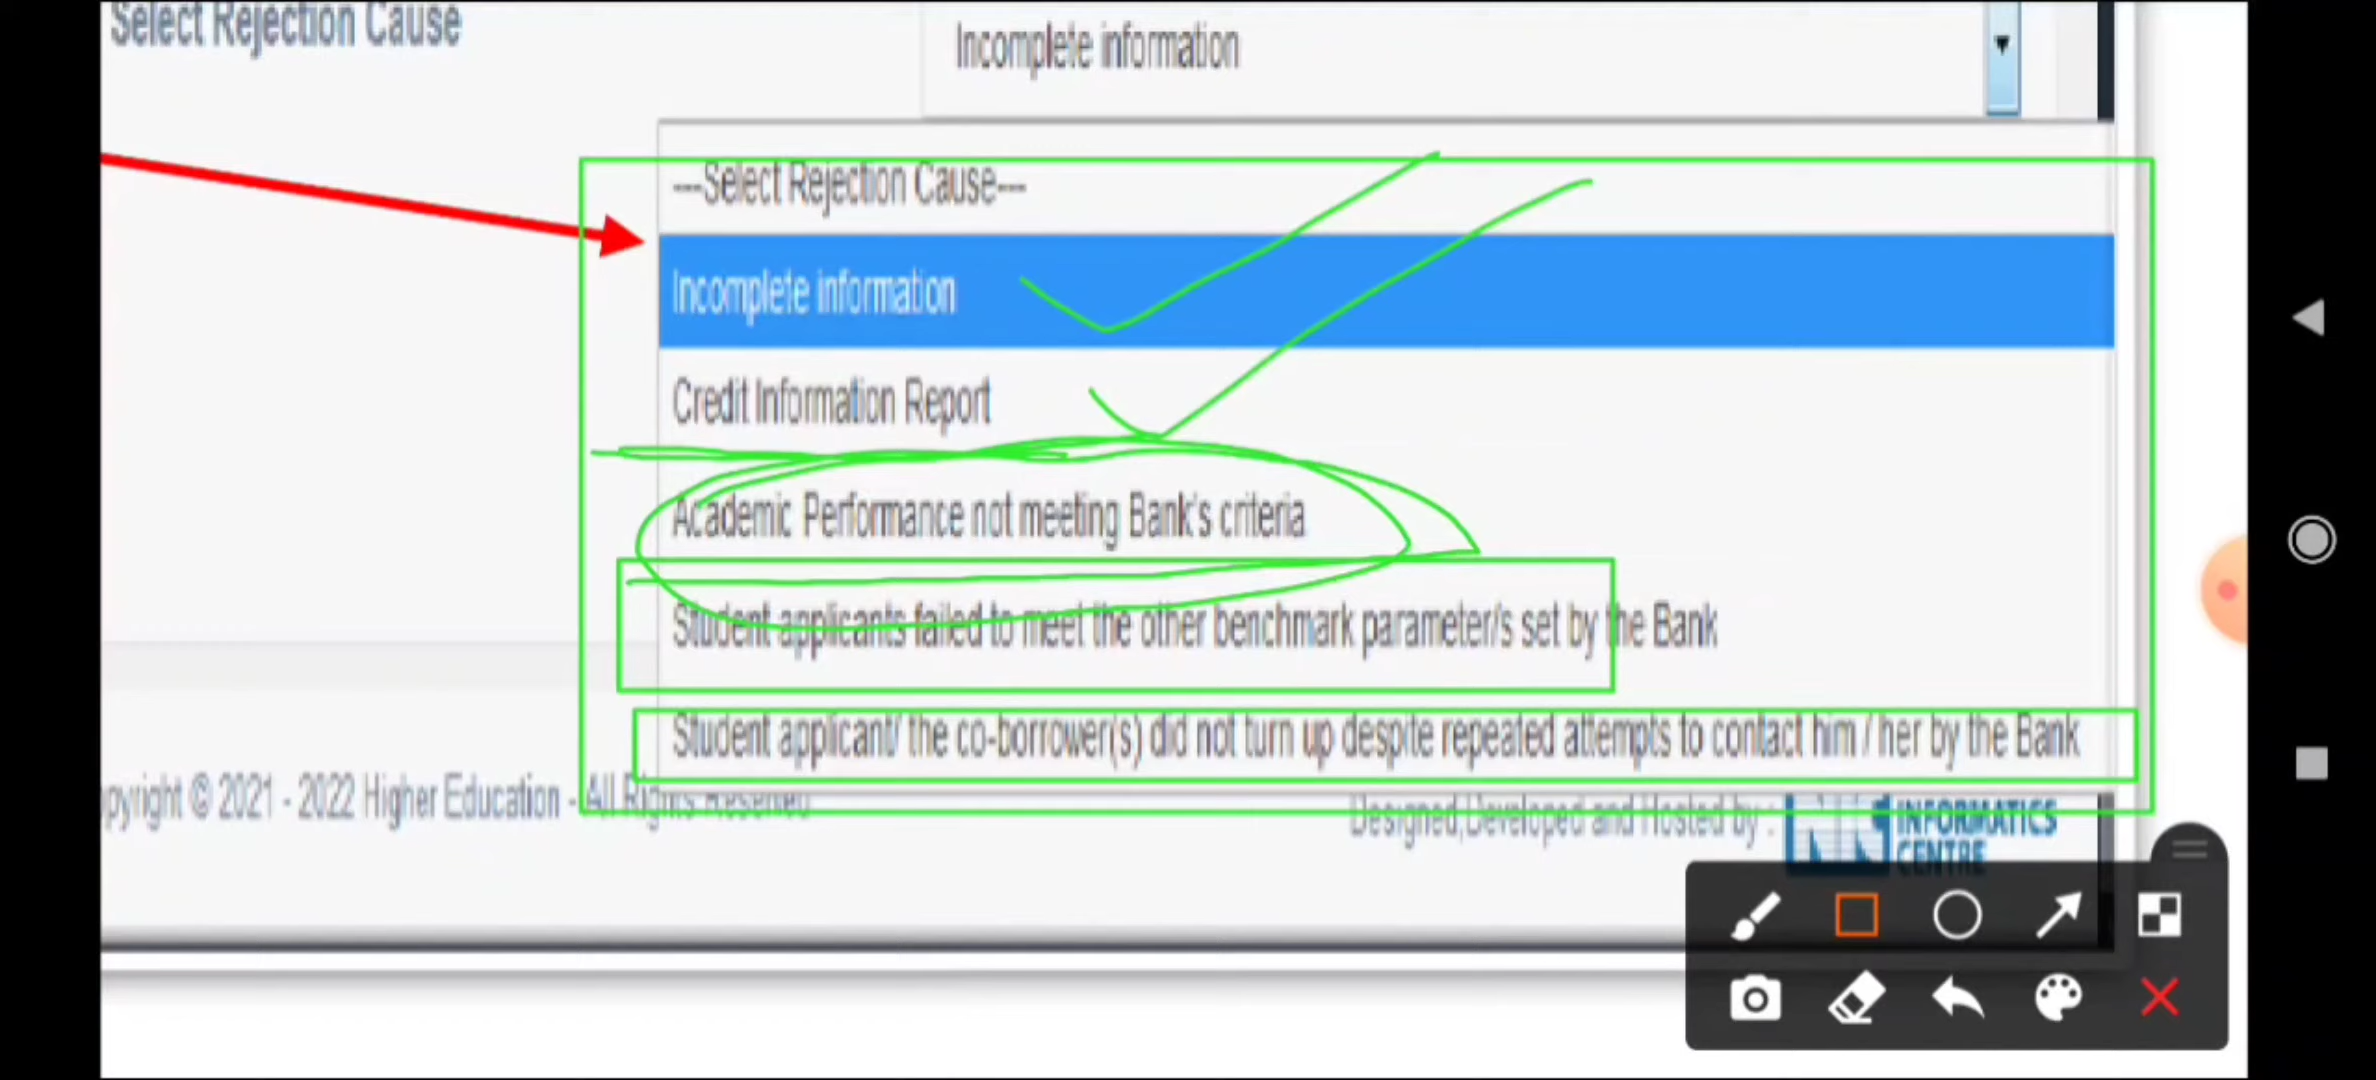 Select Rejection Cause
Incomplete information
---Select Rejection Cause---
Incomplete information
Credit Information Report
Academic Performance not meeting Bank's criteria
Student applicants failed to meet the other benchmark parameter/s set by the Bank
Student applicant/ the co-borrower(s) did not turn up despite repeated attempts to contact him / her by the Bank
pyright © 2021 - 2022 Higher Education - All Rights Reserved
Designed,Developed and Hosted by :
INFORMATICS
CENTRE